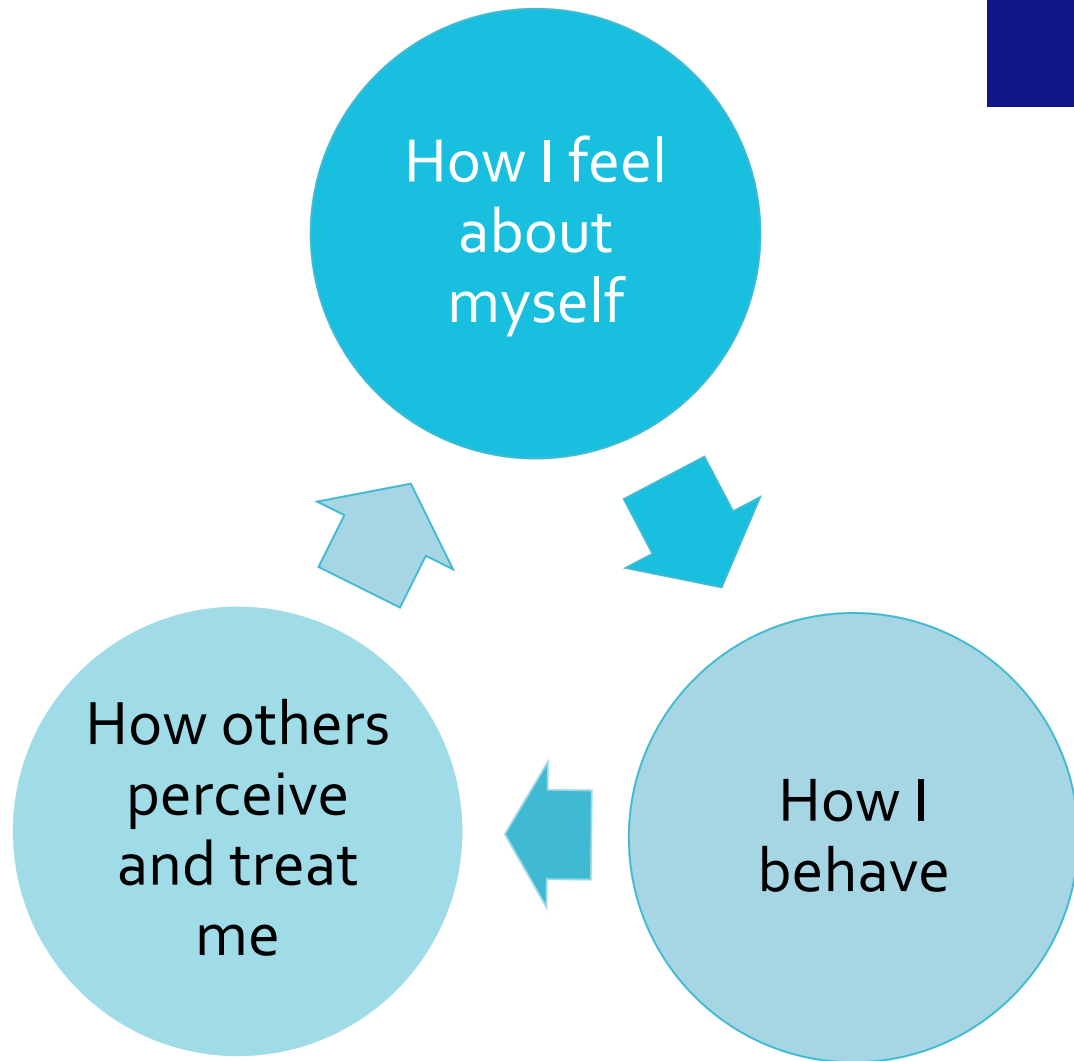 How I feel
about
myself
How I
behave
How others
perceive
and treat
me